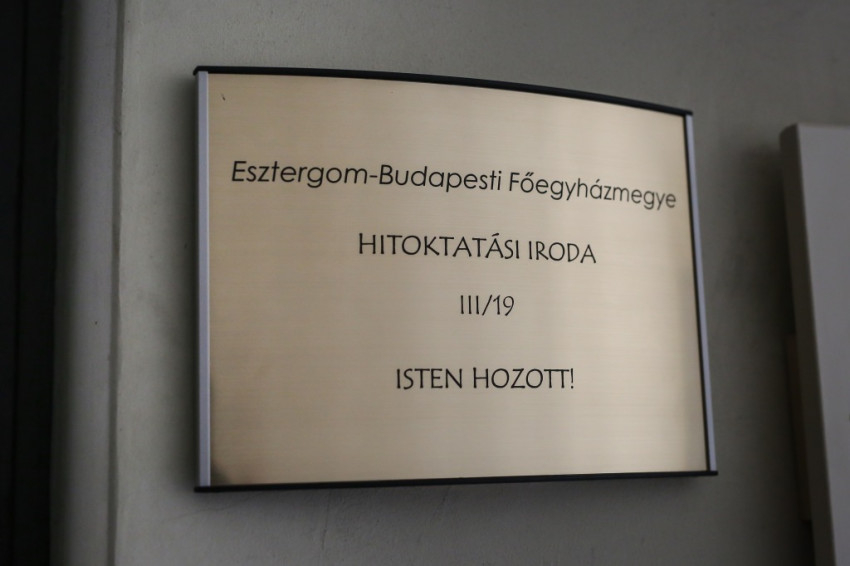 Esztergom-Budapesti Főegyházmegye
HITOKTATÁSI IRODA
III/19
ISTEN HOZOTT!